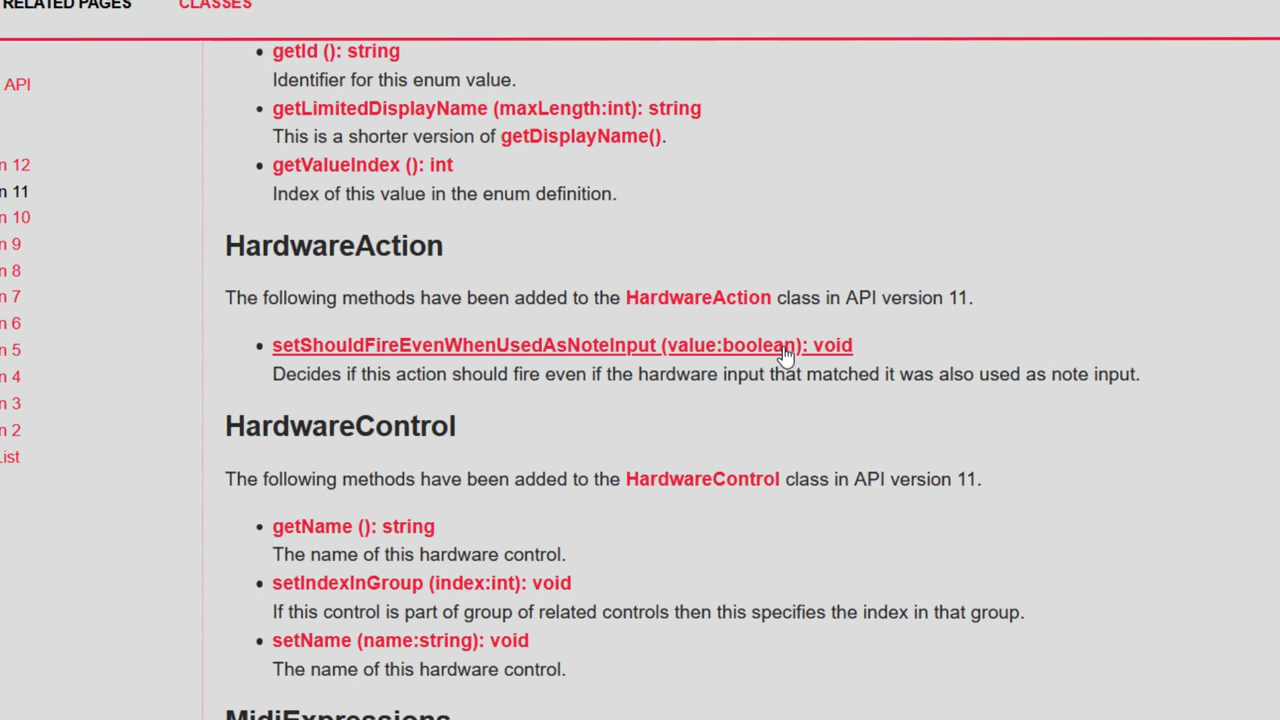 RELATED PAGES CLASSES
API
n 12
n 11
n 10
n 9
n 8
n 7
n 6
n 5
n 4
n 3
n 2
List
• getId (): string
Identifier for this enum value.
• getLimitedDisplayName (maxLength:int): string
This is a shorter version of getDisplayName().
• getValueIndex (): int
Index of this value in the enum definition.
HardwareAction
The following methods have been added to the HardwareAction class in API version 11.
• setShouldFireEvenWhenUsedAsNoteInput (value:boolean): void
Decides if this action should fire even if the hardware input that matched it was also used as note input.
HardwareControl
The following methods have been added to the HardwareControl class in API version 11.
• getName (): string
The name of this hardware control.
• setIndexInGroup (index:int): void
If this control is part of group of related controls then this specifies the index in that group.
• setName (name:string): void
The name of this hardware control.
MidiExpressions